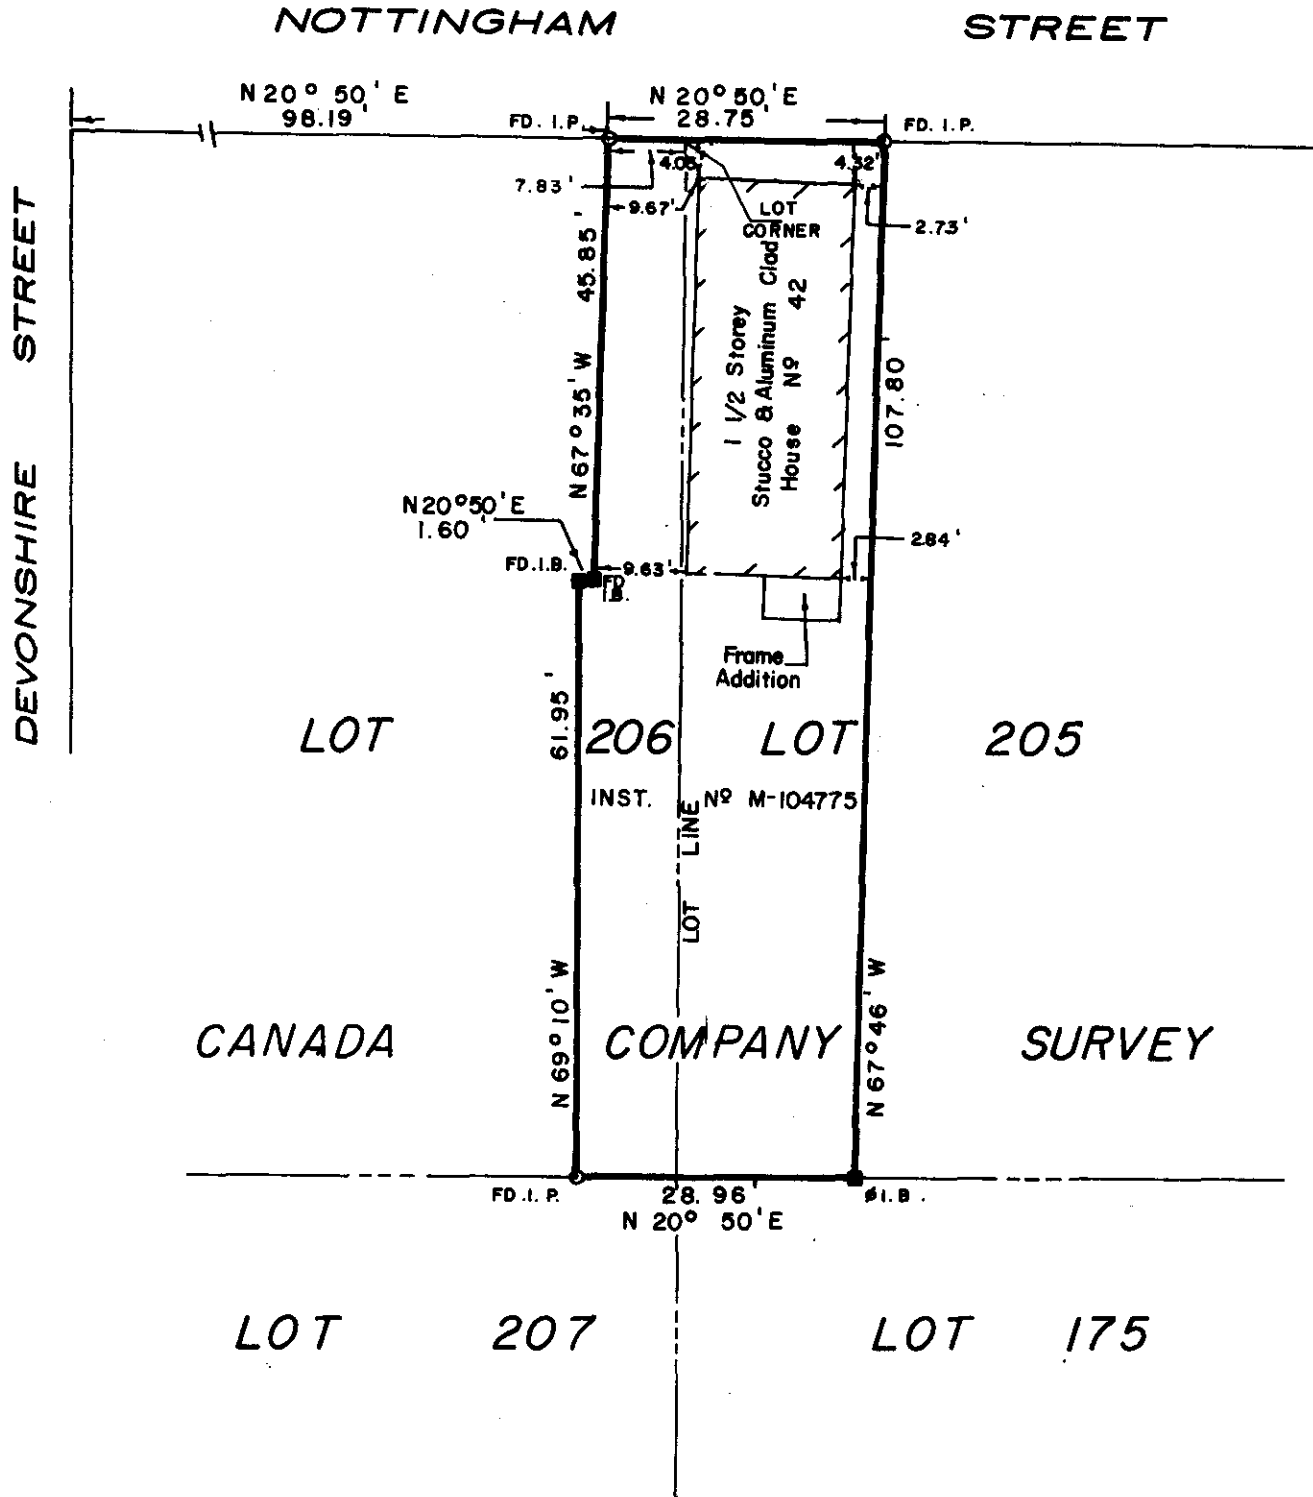 NOTTINGHAM STREET
N 20° 50' E
98.19'
N 20° 50' E
28.75'
FD. I.P.
FD. I.P.
4.32'
7.83'
9.67'
LOT
CORNER
2.73'
DEVONSHIRE STREET
N 67° 35' W 45.85'
1 1/2 Storey
Stucco & Aluminum Clad
House Nº 42
107.80
N 67° 46' W
N 20° 50' E
1.60'
2.84'
FD. I.B.
9.63'
FD
I.B.
Frame
Addition
N 69° 10' W 61.95'
LOT 206 LOT 205
INST. Nº M-104775
LOT LINE
CANADA COMPANY SURVEY
FD. I. P.
28.96'
N 20° 50' E
I.B.
LOT 207 LOT 175